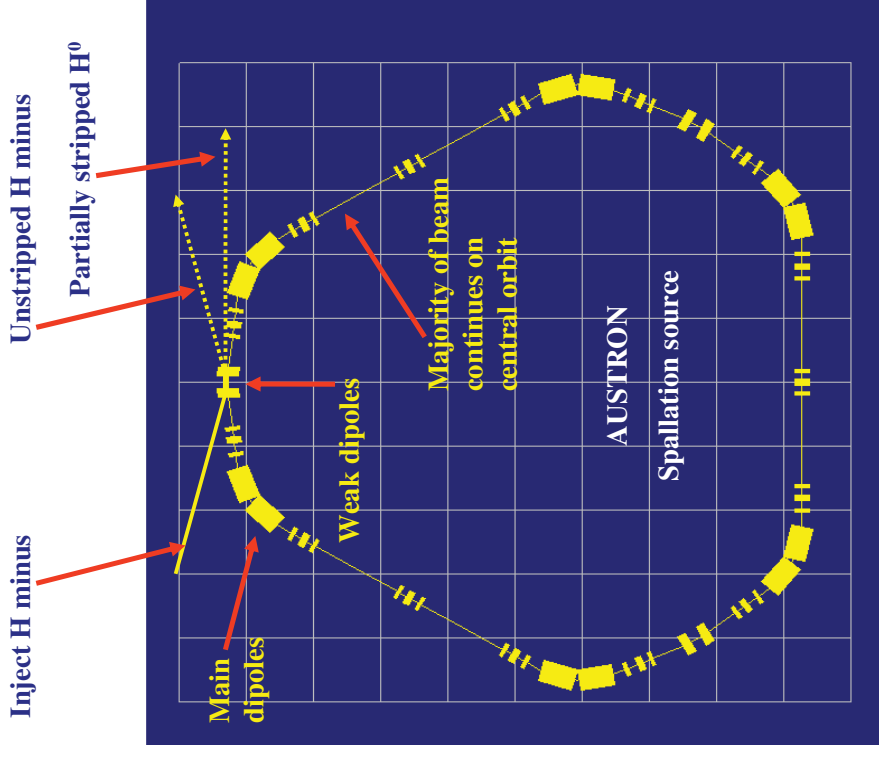 Inject H minus
Unstripped H minus
Partially stripped H⁰
Main
dipoles
Weak dipoles
Majority of beam
continues on
central orbit
AUSTRON
Spallation source